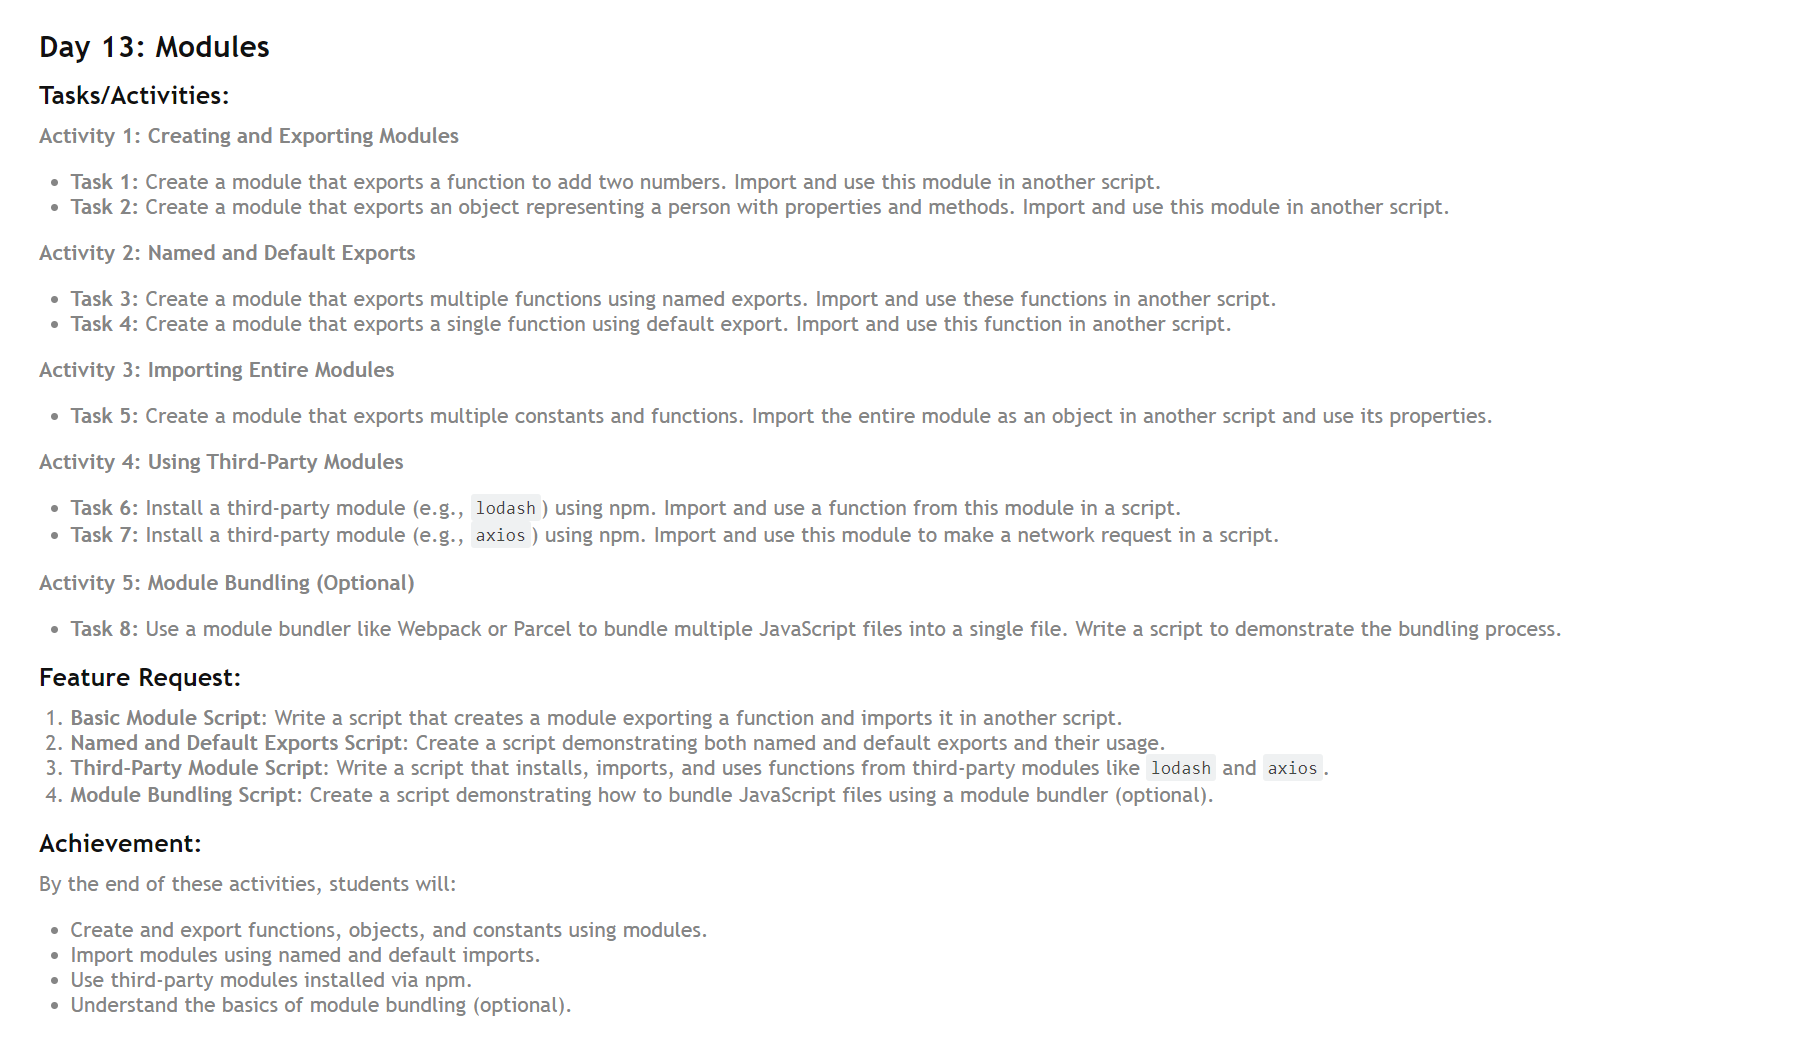 Day 13: Modules
Tasks/Activities:
Activity 1: Creating and Exporting Modules
• Task 1: Create a module that exports a function to add two numbers. Import and use this module in another script.
• Task 2: Create a module that exports an object representing a person with properties and methods. Import and use this module in another script.
Activity 2: Named and Default Exports
• Task 3: Create a module that exports multiple functions using named exports. Import and use these functions in another script.
• Task 4: Create a module that exports a single function using default export. Import and use this function in another script.
Activity 3: Importing Entire Modules
• Task 5: Create a module that exports multiple constants and functions. Import the entire module as an object in another script and use its properties.
Activity 4: Using Third-Party Modules
• Task 6: Install a third-party module (e.g., lodash) using npm. Import and use a function from this module in a script.
• Task 7: Install a third-party module (e.g., axios) using npm. Import and use this module to make a network request in a script.
Activity 5: Module Bundling (Optional)
• Task 8: Use a module bundler like Webpack or Parcel to bundle multiple JavaScript files into a single file. Write a script to demonstrate the bundling process.
Feature Request:
1. Basic Module Script: Write a script that creates a module exporting a function and imports it in another script.
2. Named and Default Exports Script: Create a script demonstrating both named and default exports and their usage.
3. Third-Party Module Script: Write a script that installs, imports, and uses functions from third-party modules like lodash and axios.
4. Module Bundling Script: Create a script demonstrating how to bundle JavaScript files using a module bundler (optional).
Achievement:
By the end of these activities, students will:
• Create and export functions, objects, and constants using modules.
• Import modules using named and default imports.
• Use third-party modules installed via npm.
• Understand the basics of module bundling (optional).